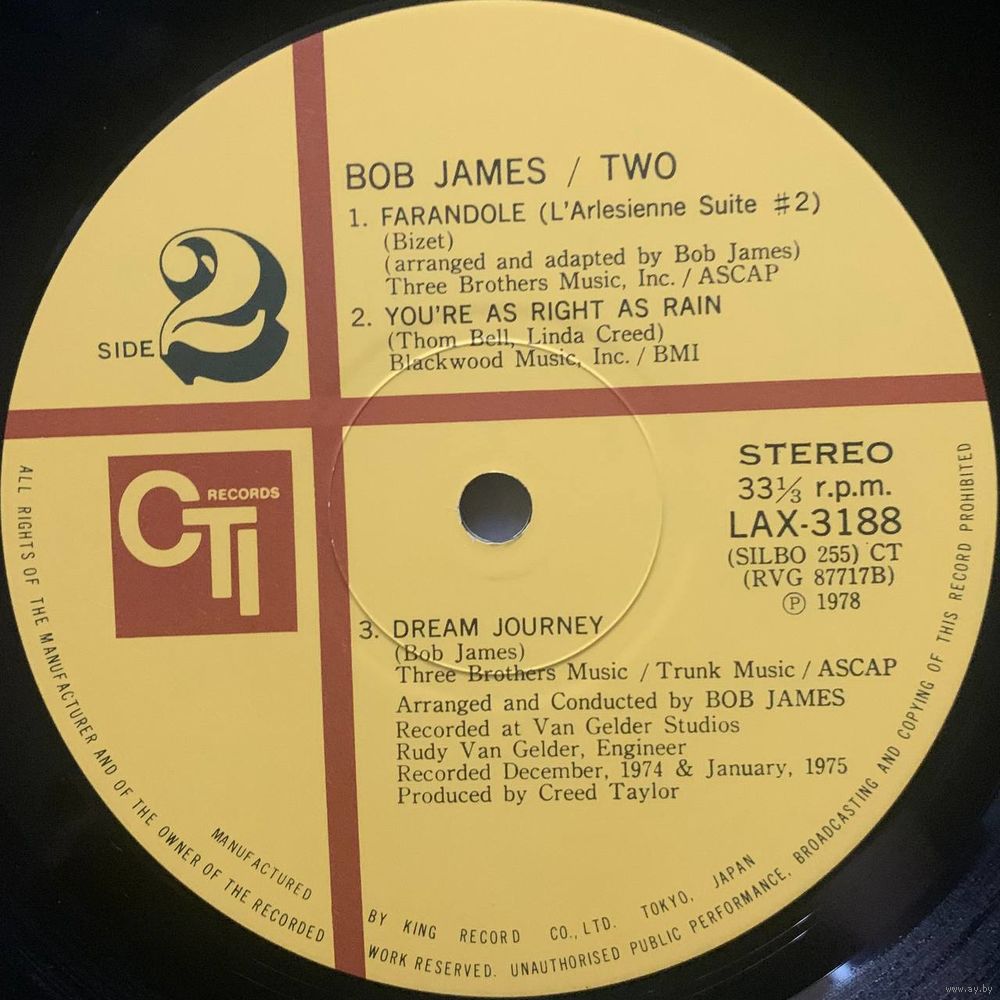 BOB JAMES / TWO
1. FARANDOLE (L'Arlesienne Suite #2)
(Bizet)
(arranged and adapted by Bob James)
Three Brothers Music, Inc. / ASCAP
2. YOU'RE AS RIGHT AS RAIN
(Thom Bell, Linda Creed)
Blackwood Music, Inc. / BMI
SIDE 2
CTI RECORDS
STEREO
33⅓ r.p.m.
LAX-3188
(SILBO 255) CT
(RVG 87717B)
Ⓟ 1978
3. DREAM JOURNEY
(Bob James)
Three Brothers Music / Trunk Music / ASCAP
Arranged and Conducted by BOB JAMES
Recorded at Van Gelder Studios
Rudy Van Gelder, Engineer
Recorded December, 1974 & January, 1975
Produced by Creed Taylor
MANUFACTURED BY KING RECORD CO., LTD. TOKYO, JAPAN
ALL RIGHTS OF THE MANUFACTURER AND OF THE OWNER OF THE RECORDED WORK RESERVED. UNAUTHORISED PUBLIC PERFORMANCE, BROADCASTING AND COPYING OF THIS RECORD PROHIBITED
www.ay.by